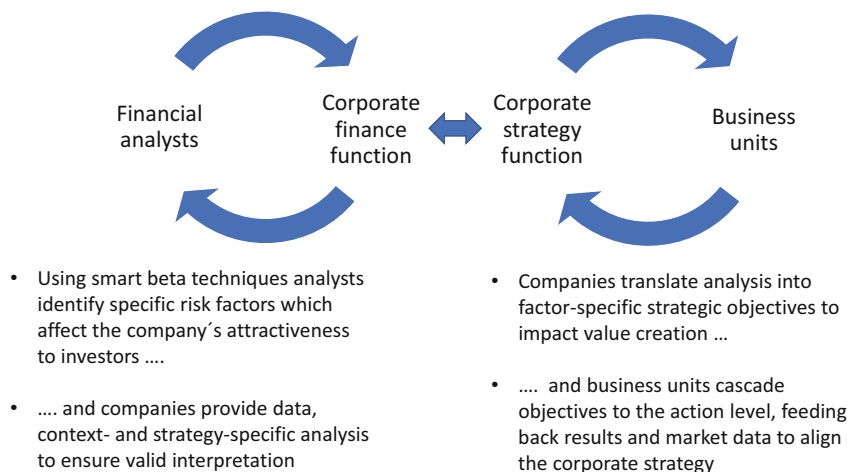 Financial
analysts
Corporate
finance
function
Corporate
strategy
function
Business
units
• Using smart beta techniques analysts
identify specific risk factors which
affect the company´s attractiveness
to investors ….
• …. and companies provide data,
context- and strategy-specific analysis
to ensure valid interpretation
• Companies translate analysis into
factor-specific strategic objectives to
impact value creation …
• …. and business units cascade
objectives to the action level, feeding
back results and market data to align
the corporate strategy